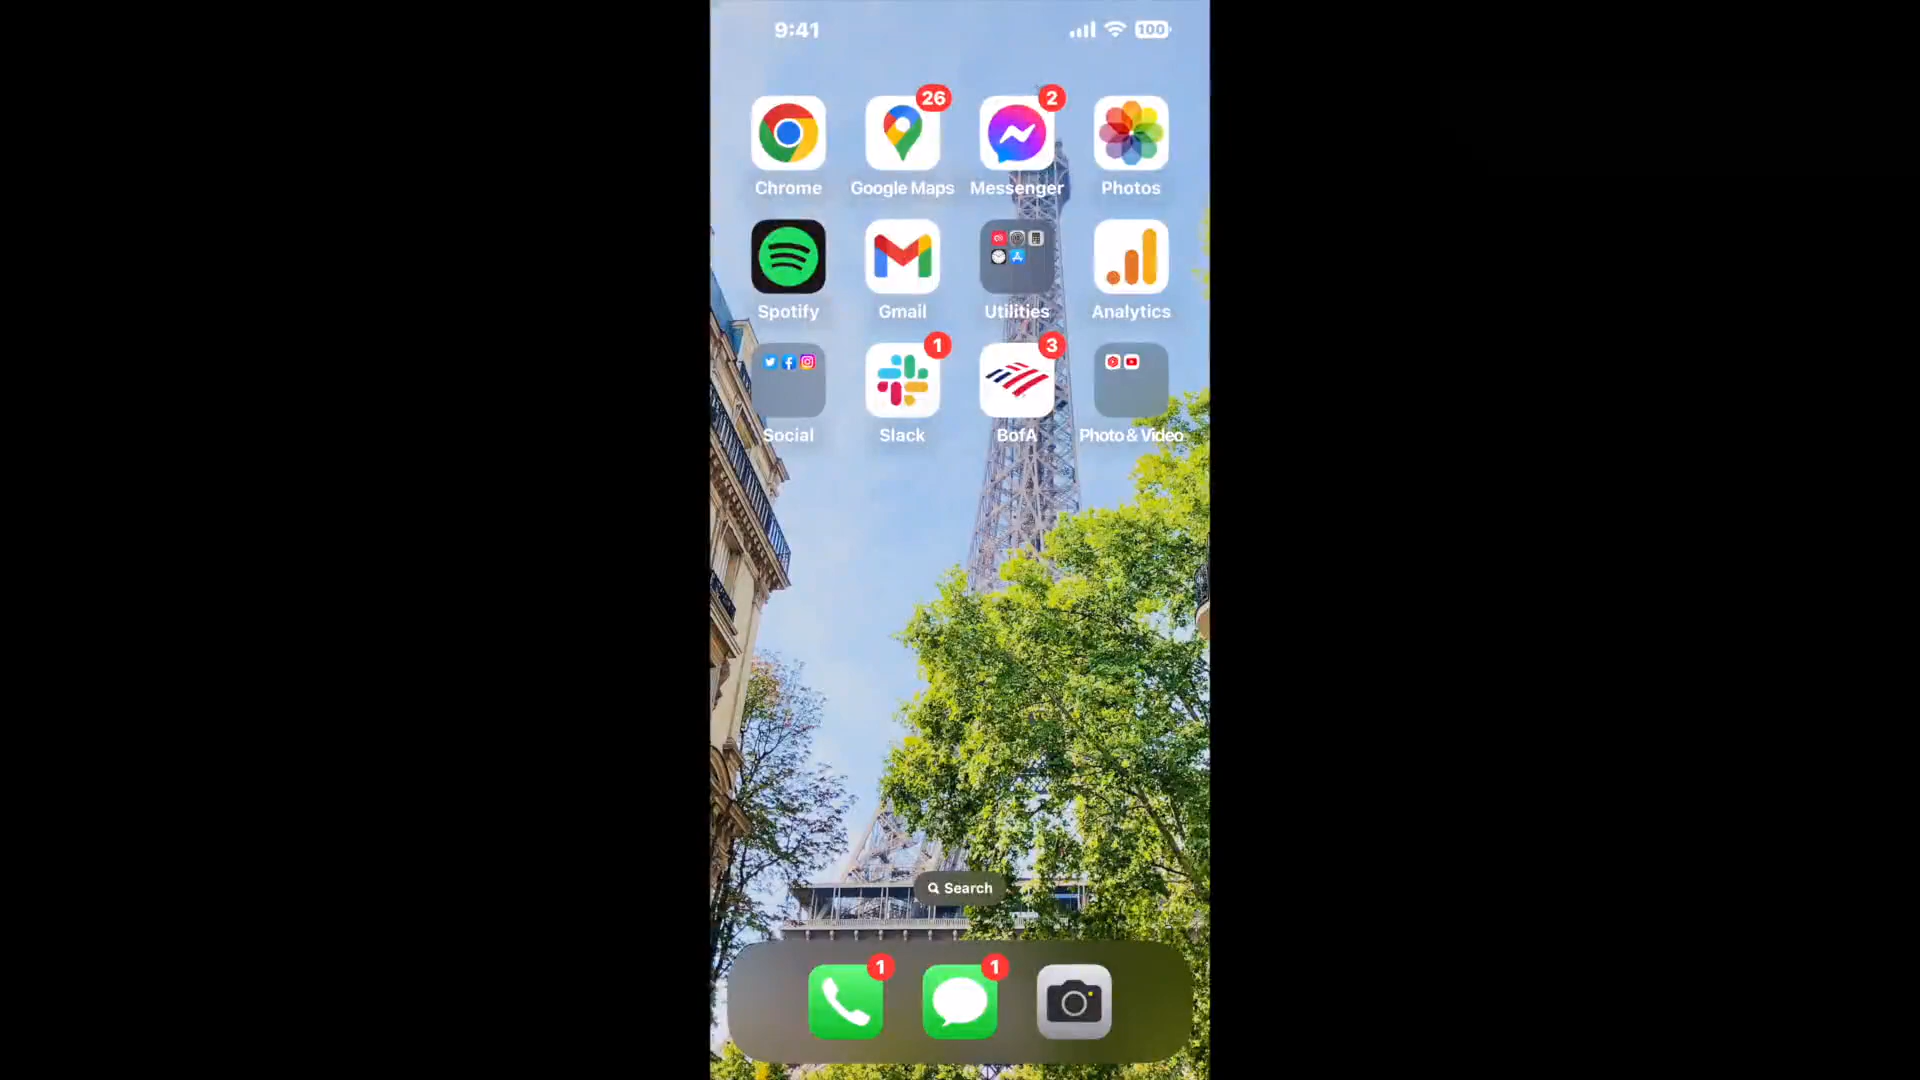 9:41 100
26 2
Chrome Google Maps Messenger Photos
Spotify Gmail Utilities Analytics
1 3
Social Slack BofA Photo & Video
Search
1 1